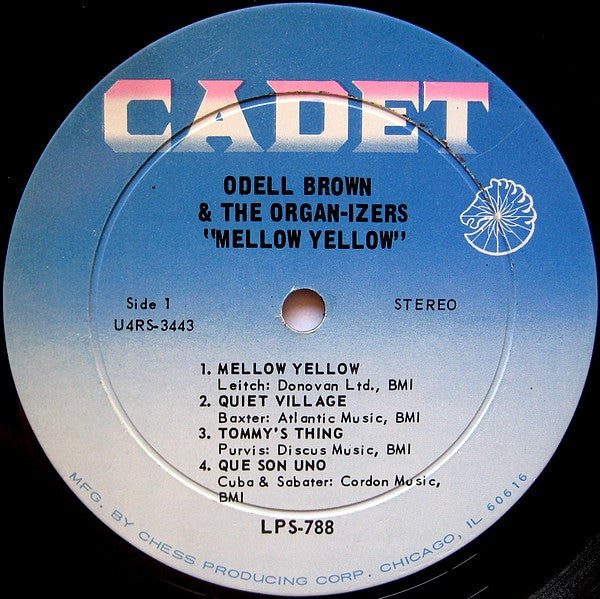 CADET
ODELL BROWN
& THE ORGAN-IZERS
"MELLOW YELLOW"
Side 1
U4RS-3443
STEREO
1. MELLOW YELLOW
Leitch: Donovan Ltd., BMI
2. QUIET VILLAGE
Baxter: Atlantic Music, BMI
3. TOMMY'S THING
Purvis: Discus Music, BMI
4. QUE SON UNO
Cuba & Sabater: Cordon Music,
BMI
LPS-788
MFG. BY CHESS PRODUCING CORP. CHICAGO, IL 60616